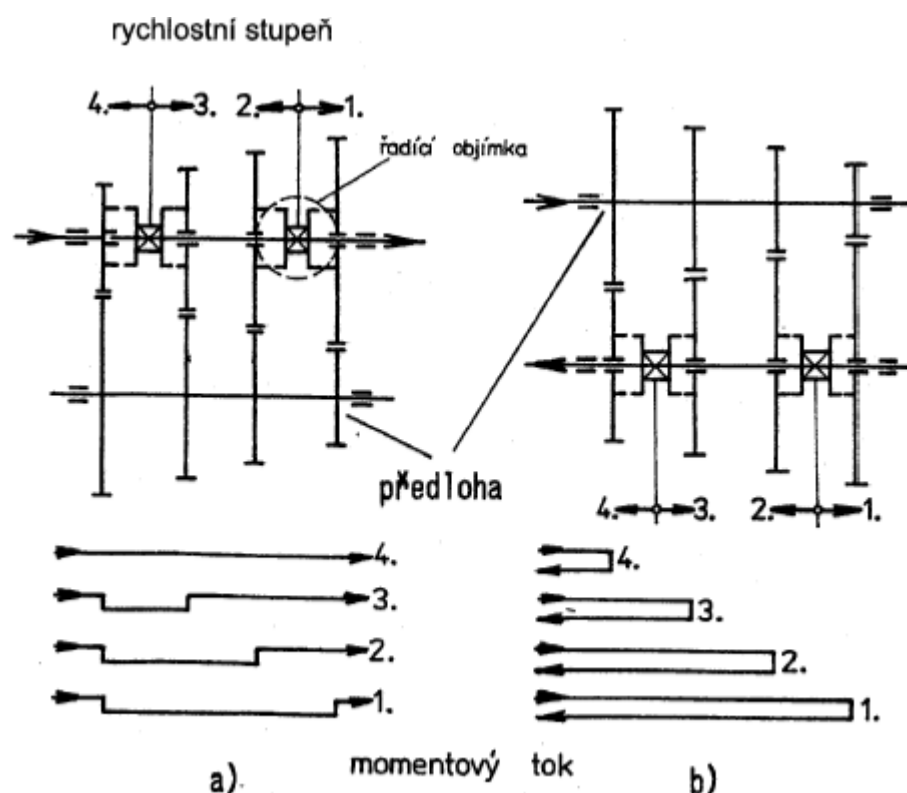 rychlostní stupeň
4. 3. 2. 1.
řadící objímka
předloha
4. 3. 2. 1.
4.
3.
2.
1.
4.
3.
2.
1.
a) momentový tok b)